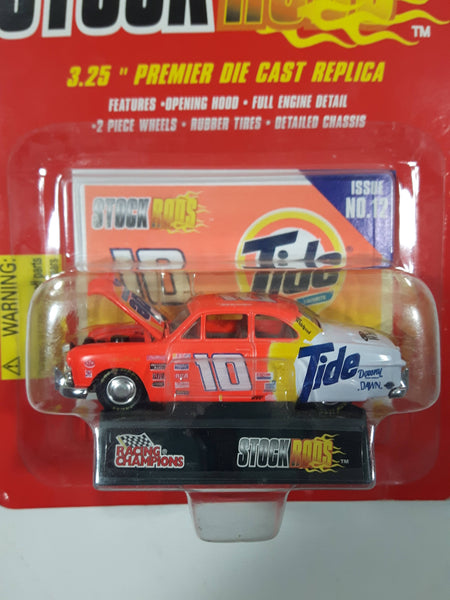 STOCK RODS
TM
3.25 " PREMIER DIE CAST REPLICA
FEATURES •OPENING HOOD • FULL ENGINE DETAIL
•2 PIECE WHEELS • RUBBER TIRES • DETAILED CHASSIS
ISSUE
NO.12
STOCK RODS
10
Tide
WARNING:
10
10
Tide
Downy
DAWN
RACING
CHAMPIONS
STOCK RODS
TM